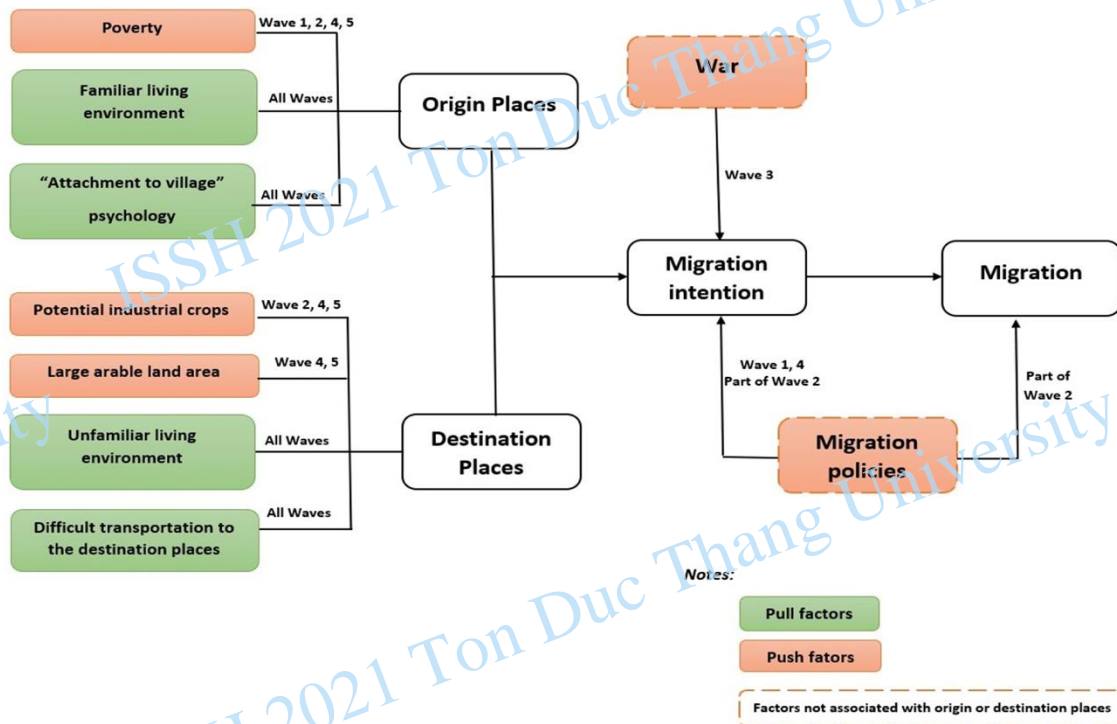 Poverty
Wave 1, 2, 4, 5
Familiar living
environment
All Waves
“Attachment to village”
psychology
All Waves
Origin Places
War
Wave 3
Migration
intention
Migration
Potential industrial crops
Wave 2, 4, 5
Large arable land area
Wave 4, 5
Unfamiliar living
environment
All Waves
Difficult transportation to
the destination places
All Waves
Destination
Places
Wave 1, 4
Part of Wave 2
Migration
policies
Part of
Wave 2
Notes:
Pull factors
Push fators
Factors not associated with origin or destination places
ISSH 2021 Ton Duc Thang University
ersity
SH 2021 Ton Duc Thang University